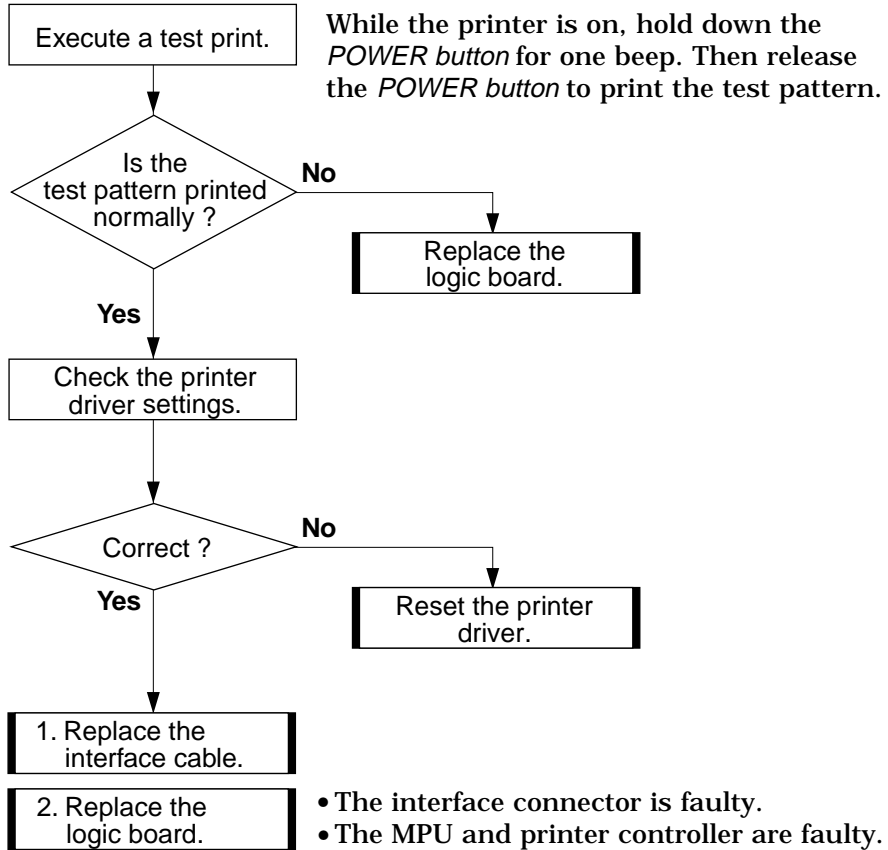 Execute a test print.
While the printer is on, hold down the
POWER button for one beep. Then release
the POWER button to print the test pattern.
Is the
test pattern printed
normally ?
No
Replace the
logic board.
Yes
Check the printer
driver settings.
Correct ?
No
Reset the printer
driver.
Yes
1. Replace the
interface cable.
2. Replace the
logic board.
• The interface connector is faulty.
• The MPU and printer controller are faulty.